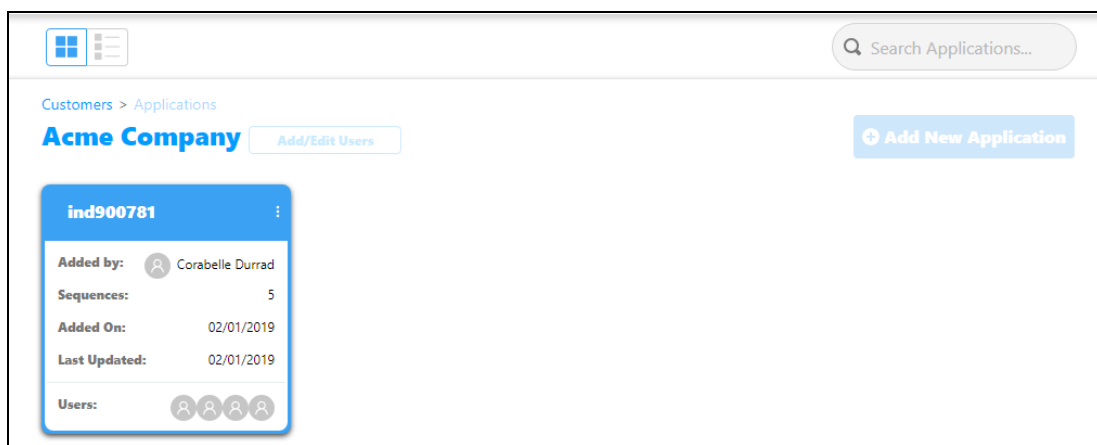 Search Applications...
Customers > Applications
Acme Company
Add/Edit Users
Add New Application
ind900781
Added by: Corabelle Durrad
Sequences: 5
Added On: 02/01/2019
Last Updated: 02/01/2019
Users: